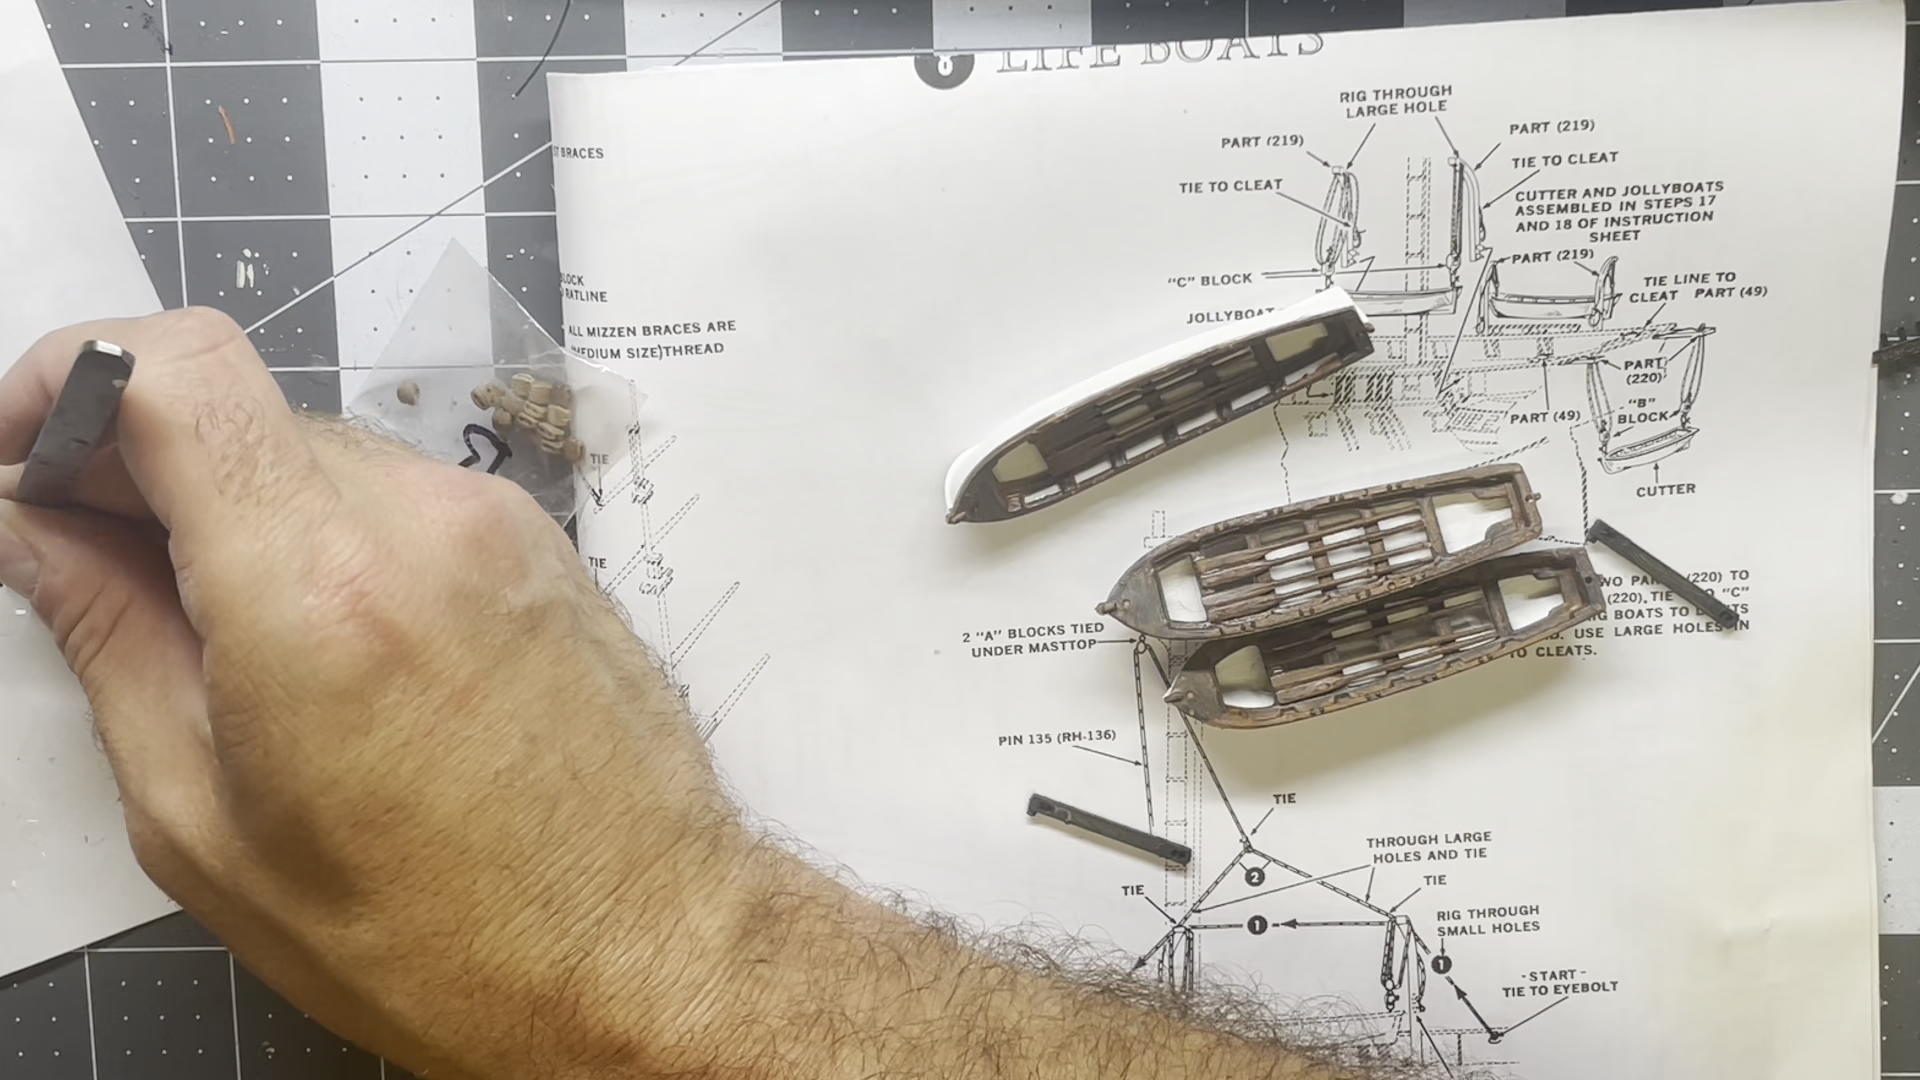 8 LIFE BOATS
BRACES
BLOCK
RATLINE
ALL MIZZEN BRACES ARE
(MEDIUM SIZE)THREAD
TIE
TIE
RIG THROUGH
LARGE HOLE
PART (219)
PART (219)
TIE TO CLEAT
TIE TO CLEAT
CUTTER AND JOLLYBOATS
ASSEMBLED IN STEPS 17
AND 18 OF INSTRUCTION
SHEET
PART (219)
"C" BLOCK
TIE LINE TO
CLEAT PART (49)
JOLLYBOAT
PART
(220)
"B"
BLOCK
PART (49)
CUTTER
(220) TO
(220), TIE "C"
BOATS TO
USE LARGE HOLES IN
TO CLEATS.
2 "A" BLOCKS TIED
UNDER MASTTOP
PIN 135 (RH-136)
TIE
THROUGH LARGE
HOLES AND TIE
2
TIE
TIE
1
RIG THROUGH
SMALL HOLES
1
-START-
TIE TO EYEBOLT